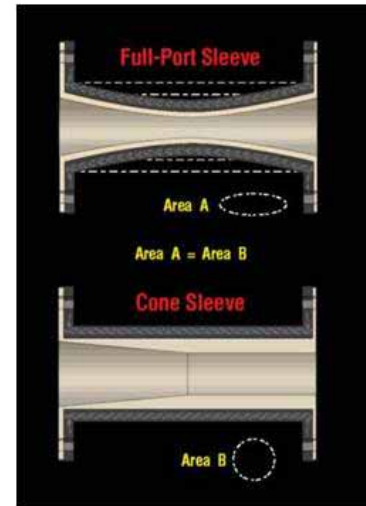 Full-Port Sleeve
Area A
Area A = Area B
Cone Sleeve
Area B